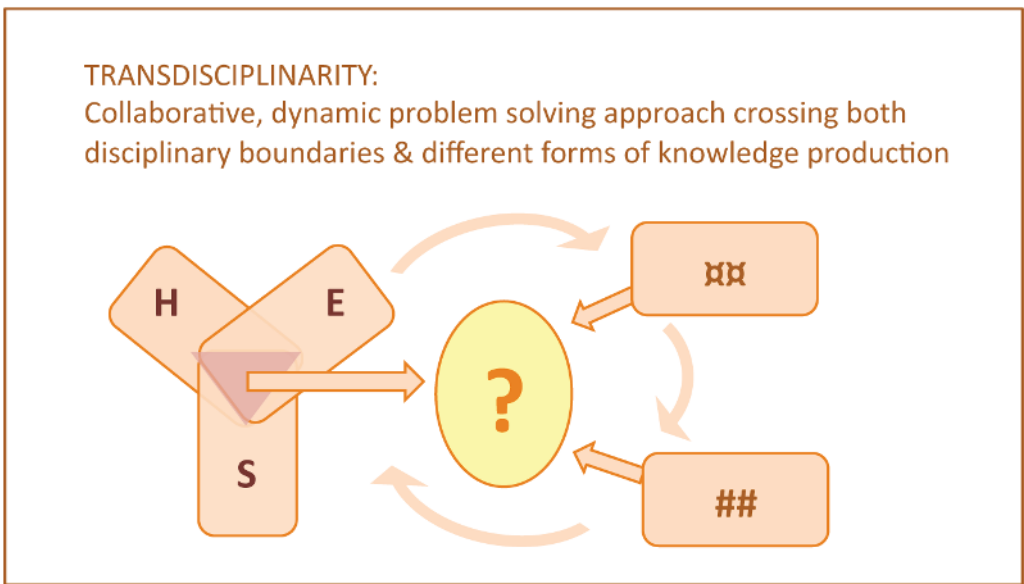 TRANSDISCIPLINARITY:
Collaborative, dynamic problem solving approach crossing both
disciplinary boundaries & different forms of knowledge production
H
E
¤¤
?
S
##